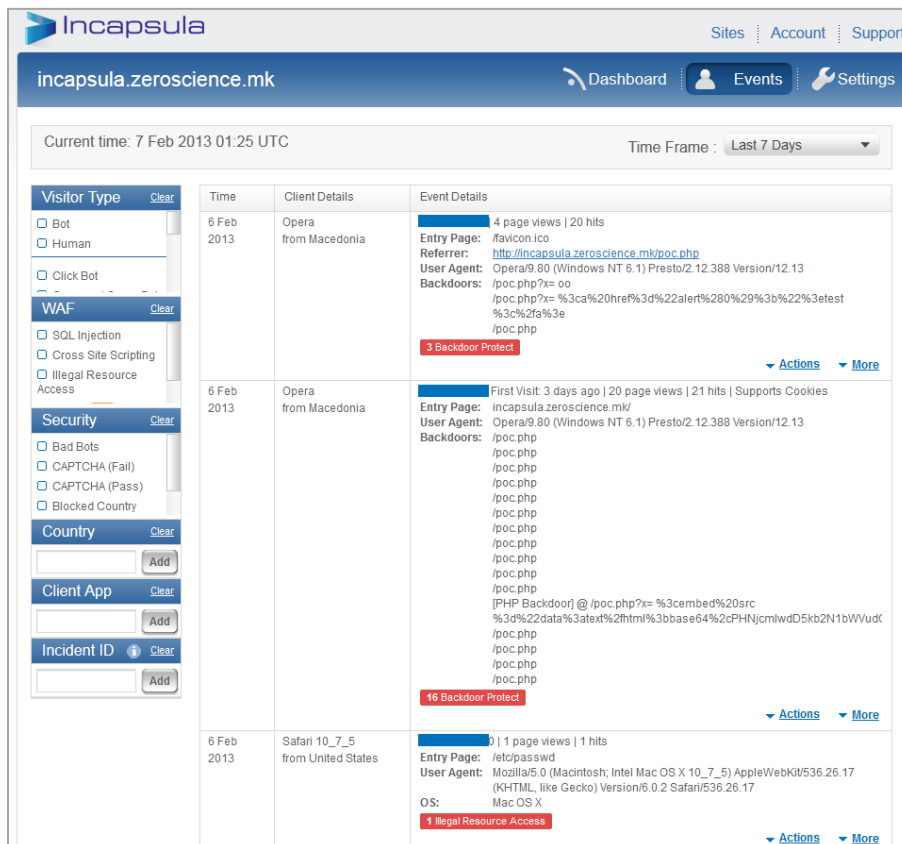 Incapsula
Sites Account Support
incapsula.zeroscience.mk
Dashboard Events Settings
Current time: 7 Feb 2013 01:25 UTC
Time Frame : Last 7 Days
Visitor Type Clear
Bot
Human
Click Bot
WAF Clear
SQL Injection
Cross Site Scripting
Illegal Resource
Access
Security Clear
Bad Bots
CAPTCHA (Fail)
CAPTCHA (Pass)
Blocked Country
Country Clear
Add
Client App Clear
Add
Incident ID i Clear
Add
Time Client Details Event Details
6 Feb
2013
Opera
from Macedonia
4 page views | 20 hits
Entry Page: /favicon.ico
Referrer: http://incapsula.zeroscience.mk/poc.php
User Agent: Opera/9.80 (Windows NT 6.1) Presto/2.12.388 Version/12.13
Backdoors: /poc.php?x= oo
/poc.php?x= %3ca%20href%3d%22alert%280%29%3b%22%3etest
%3c%2fa%3e
/poc.php
3 Backdoor Protect
Actions More
6 Feb
2013
Opera
from Macedonia
First Visit: 3 days ago | 20 page views | 21 hits | Supports Cookies
Entry Page: incapsula.zeroscience.mk/
User Agent: Opera/9.80 (Windows NT 6.1) Presto/2.12.388 Version/12.13
Backdoors: /poc.php
/poc.php
/poc.php
/poc.php
/poc.php
/poc.php
/poc.php
/poc.php
/poc.php
/poc.php
/poc.php
[PHP Backdoor] @ /poc.php?x= %3cembed%20src
%3d%22data%3atext%2fhtml%3bbase64%2cPHNjcmlwdD5kb2N1bWVud
/poc.php
/poc.php
/poc.php
/poc.php
16 Backdoor Protect
Actions More
6 Feb
2013
Safari 10_7_5
from United States
0 | 1 page views | 1 hits
Entry Page: /etc/passwd
User Agent: Mozilla/5.0 (Macintosh; Intel Mac OS X 10_7_5) AppleWebKit/536.26.17
(KHTML, like Gecko) Version/6.0.2 Safari/536.26.17
OS: Mac OS X
1 Illegal Resource Access
Actions More